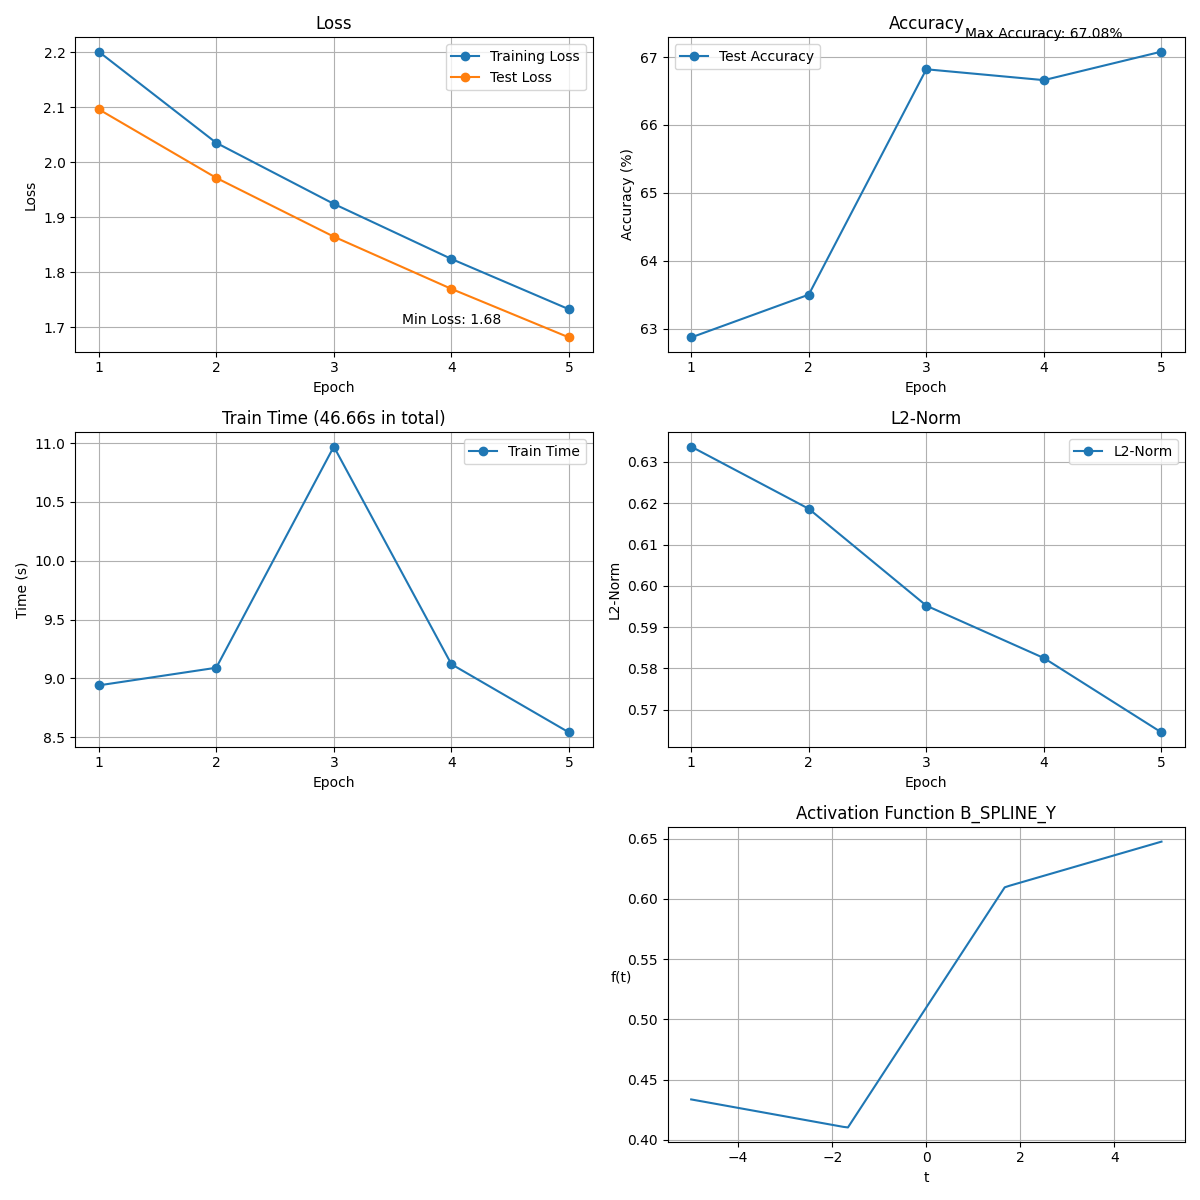 Loss
2.2
2.1
2.0
1.9
1.8
1.7
Loss
Training Loss
Test Loss
Min Loss: 1.68
1 2 3 4 5
Epoch
Accuracy
Max Accuracy: 67.08%
67
66
65
64
63
Accuracy (%)
Test Accuracy
1 2 3 4 5
Epoch
Train Time (46.66s in total)
11.0
10.5
10.0
9.5
9.0
8.5
Time (s)
Train Time
1 2 3 4 5
Epoch
L2-Norm
0.63
0.62
0.61
0.60
0.59
0.58
0.57
L2-Norm
L2-Norm
1 2 3 4 5
Epoch
Activation Function B_SPLINE_Y
0.65
0.60
0.55
0.50
0.45
0.40
f(t)
−4 −2 0 2 4
t